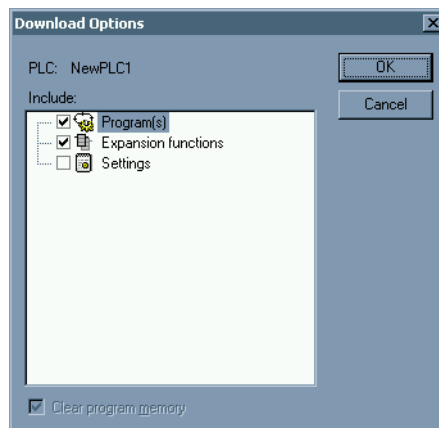 Download Options
PLC: NewPLC1
OK
Include:
Cancel
Program(s)
Expansion functions
Settings
Clear program memory